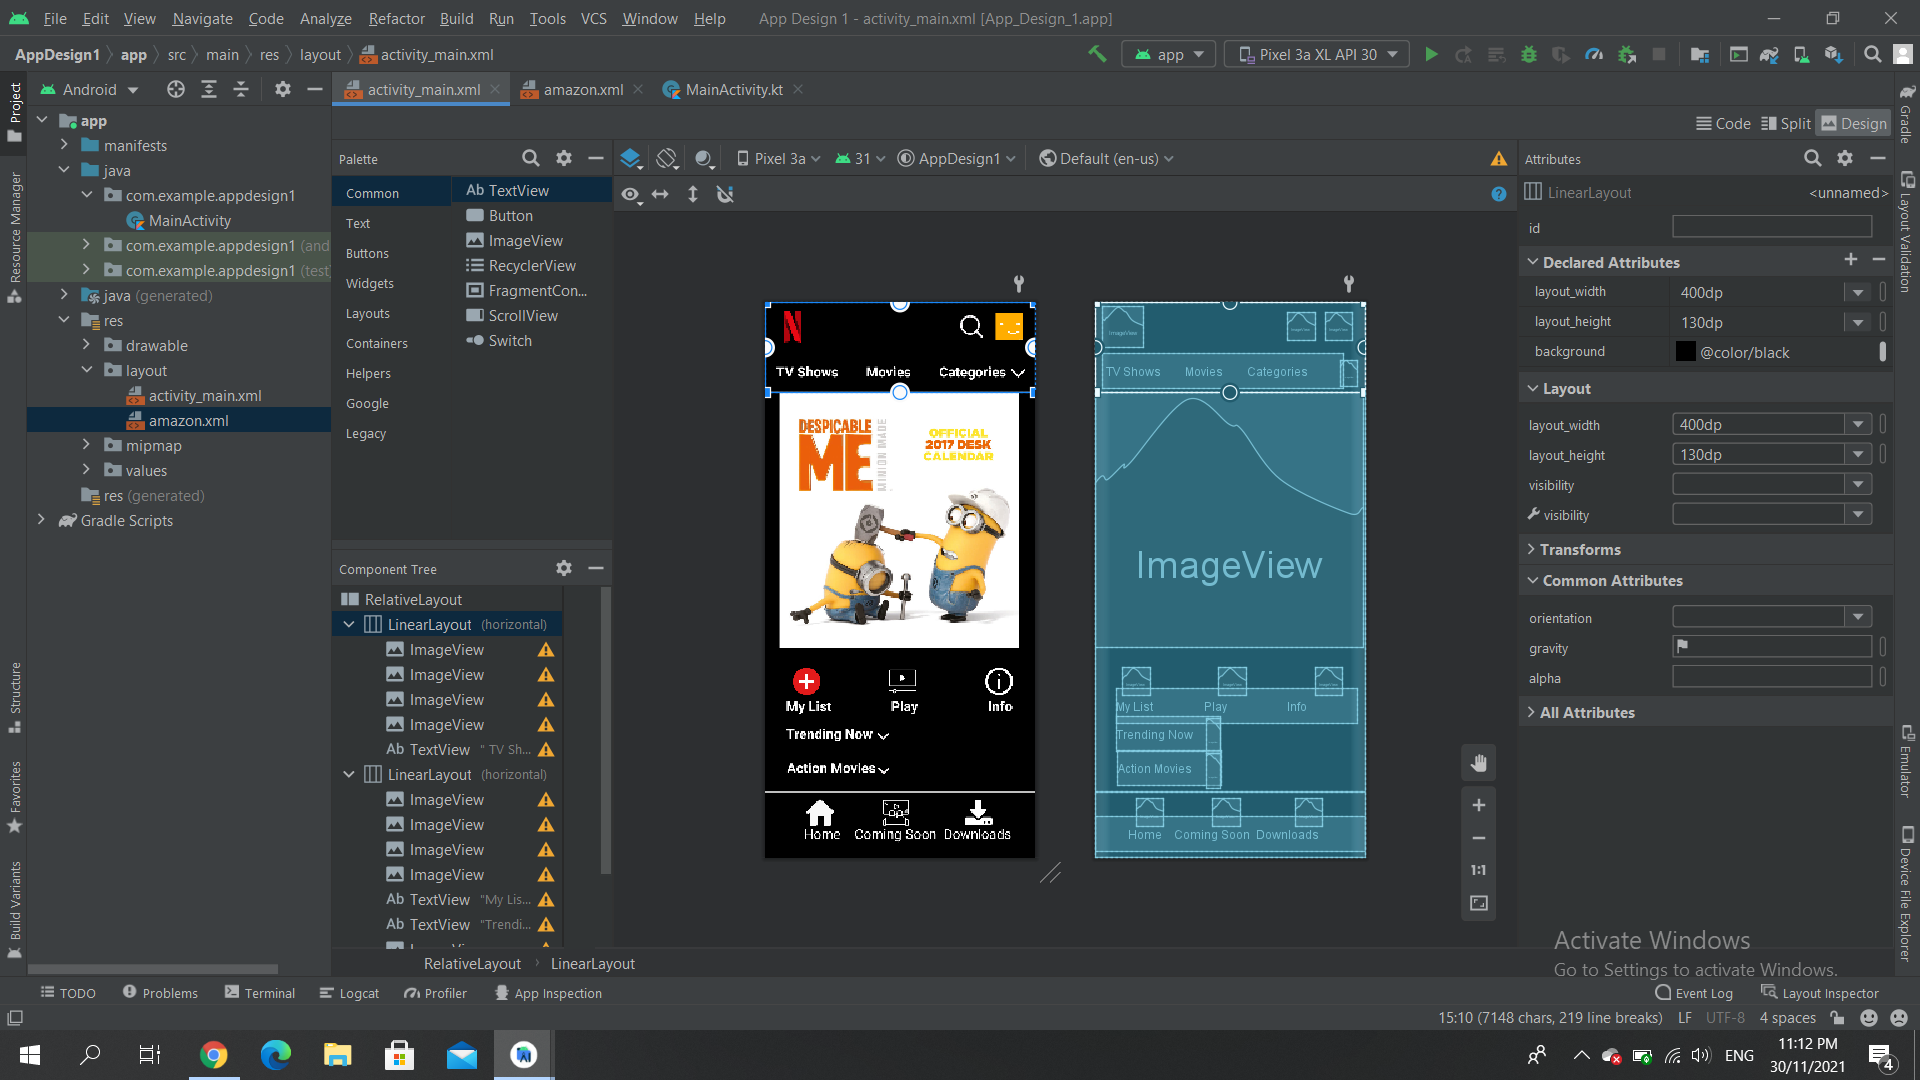 File Edit View Navigate Code Analyze Refactor Build Run Tools VCS Window Help App Design 1 - activity_main.xml [App_Design_1.app]
AppDesign1 app src main res layout activity_main.xml app Pixel 3a XL API 30
Project
Resource Manager
Structure
Favorites
Build Variants
Android
app
manifests
java
com.example.appdesign1
MainActivity
com.example.appdesign1 (and
com.example.appdesign1 (test
java (generated)
res
drawable
layout
activity_main.xml
amazon.xml
mipmap
values
res (generated)
Gradle Scripts
activity_main.xml amazon.xml MainActivity.kt
Code Split Design
Palette
Common
Text
Buttons
Widgets
Layouts
Containers
Helpers
Google
Legacy
Ab TextView
Button
ImageView
RecyclerView
FragmentCon...
ScrollView
Switch
Component Tree
RelativeLayout
LinearLayout (horizontal)
ImageView
ImageView
ImageView
ImageView
Ab TextView " TV Sh...
LinearLayout (horizontal)
ImageView
ImageView
ImageView
ImageView
Ab TextView "My Lis...
Ab TextView "Trendi...
Pixel 3a 31 AppDesign1 Default (en-us)
N
TV Shows Movies Categories
DESPICABLE
ME
MINION MADE
OFFICIAL
2017 DESK
CALENDAR
My List Play Info
Trending Now
Action Movies
Home Coming Soon Downloads
TV Shows Movies Categories
ImageView
My List Play Info
Trending Now
Action Movies
Home Coming Soon Downloads
1:1
RelativeLayout LinearLayout
Attributes
LinearLayout <unnamed>
id
Declared Attributes
layout_width 400dp
layout_height 130dp
background @color/black
Layout
layout_width 400dp
layout_height 130dp
visibility
visibility
Transforms
Common Attributes
orientation
gravity
alpha
All Attributes
Gradle
Layout Validation
Emulator
Device File Explorer
Activate Windows
Go to Settings to activate Windows.
TODO Problems Terminal Logcat Profiler App Inspection Event Log Layout Inspector
15:10 (7148 chars, 219 line breaks) LF UTF-8 4 spaces
ENG 11:12 PM
30/11/2021
4